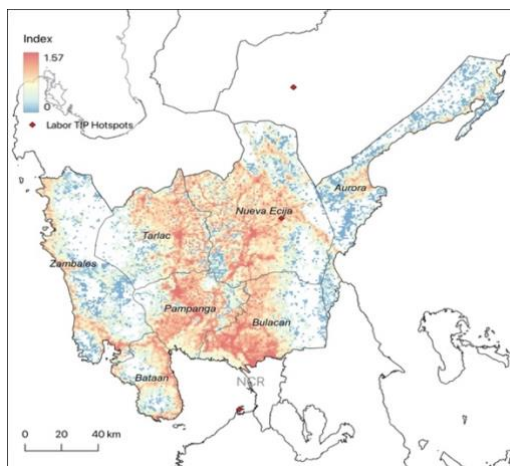 Index
1.57
0
Labor TIP Hotspots
Aurora
Nueva Ecija
Tarlac
Zambales
Pampanga
Bulacan
Bataan
NCR
0 20 40 km